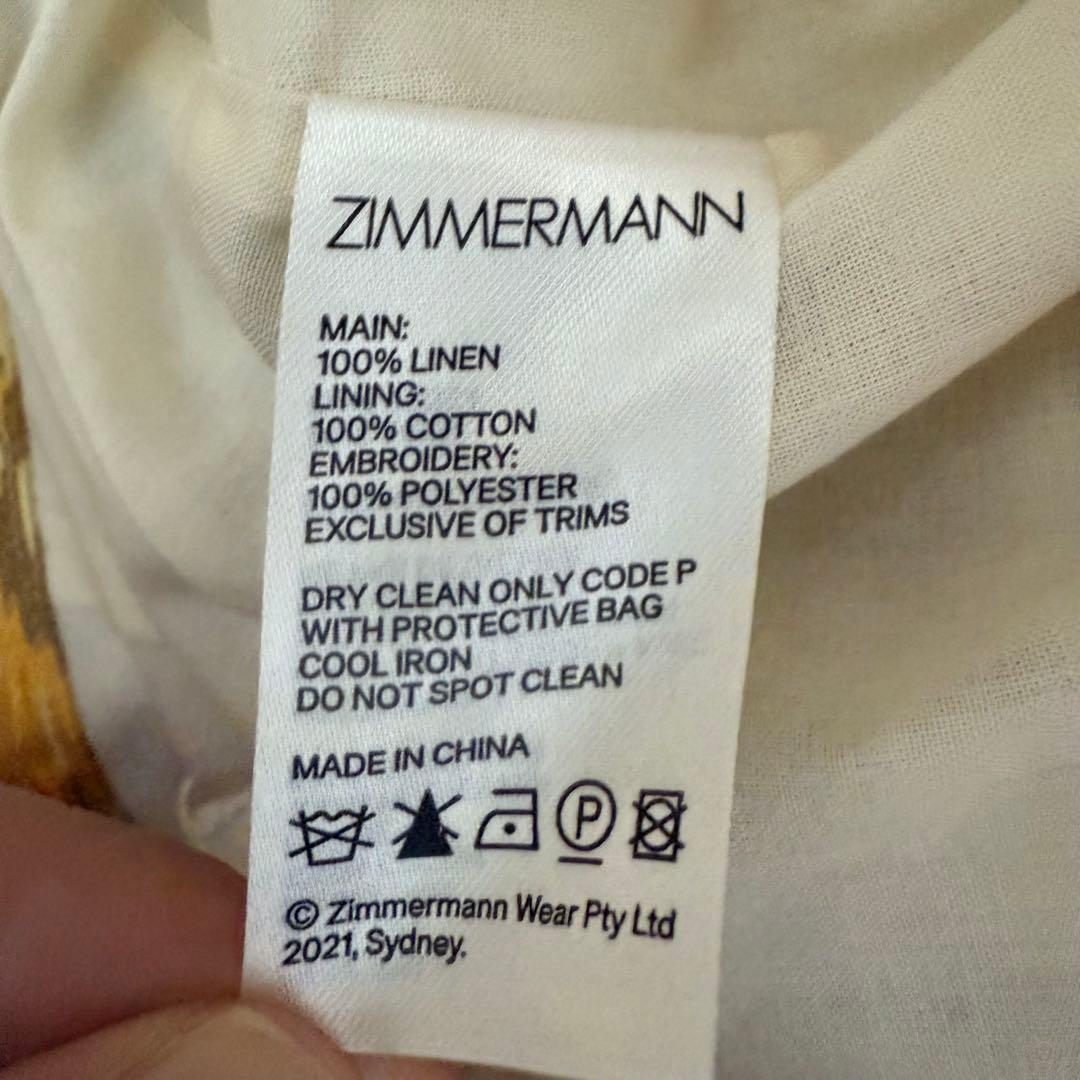 ZIMMERMANN
MAIN:
100% LINEN
LINING:
100% COTTON
EMBROIDERY:
100% POLYESTER
EXCLUSIVE OF TRIMS
DRY CLEAN ONLY CODE P
WITH PROTECTIVE BAG
COOL IRON
DO NOT SPOT CLEAN
MADE IN CHINA
P
© Zimmermann Wear Pty Ltd
2021, Sydney.